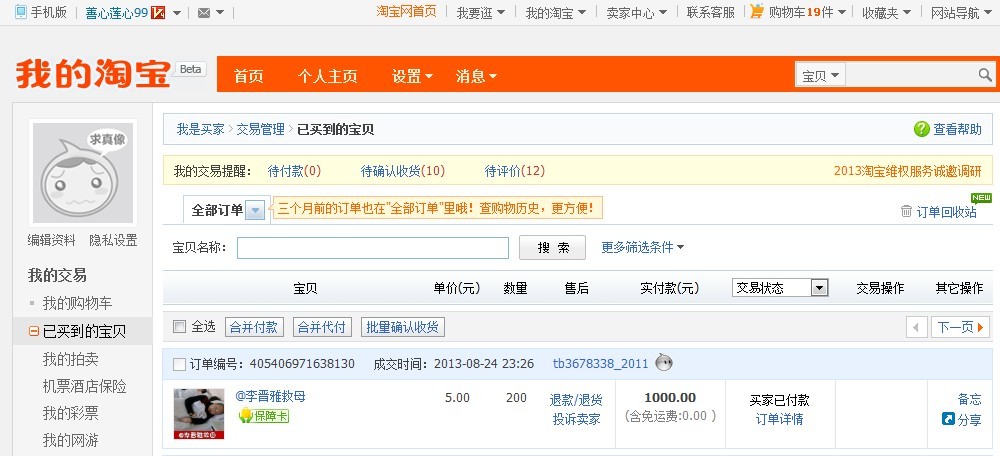 手机版 善心莲心99 淘宝网首页 我要逛 我的淘宝 卖家中心 联系客服 购物车19件 收藏夹 网站导航
我的淘宝 Beta 首页 个人主页 设置 消息 宝贝
求真像
我是买家 交易管理 已买到的宝贝 查看帮助
我的交易提醒： 待付款(0) 待确认收货(10) 待评价(12) 2013淘宝维权服务诚邀调研
全部订单 三个月前的订单也在"全部订单"里哦！查购物历史，更方便！ 订单回收站 NEW
编辑资料 隐私设置
宝贝名称： 搜 索 更多筛选条件
我的交易
我的购物车
已买到的宝贝
我的拍卖
机票酒店保险
我的彩票
我的网游
宝贝 单价(元) 数量 售后 实付款(元) 交易状态 交易操作 其它操作
全选 合并付款 合并代付 批量确认收货 下一页
订单编号：405406971638130 成交时间：2013-08-24 23:26 tb3678338_2011
@李晋雅救母 5.00 200 退款/退货 1000.00 买家已付款 备忘
保障卡 投诉卖家 (含运费:0.00 ) 订单详情 分享